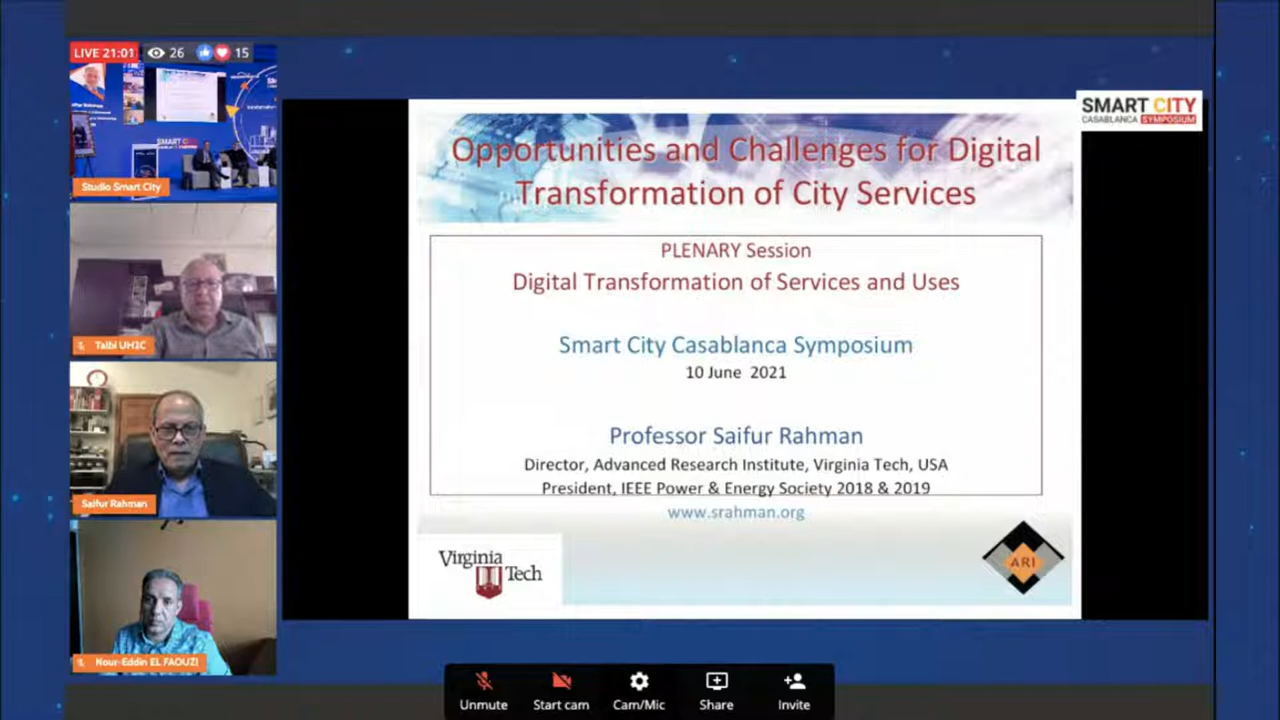 LIVE 21:01 26 15
SMART CITY
CASABLANCA SYMPOSIUM
Studio Smart City
Talbi UH2C
Saifur Rahman
Nour-Eddin EL FAOUZI
Opportunities and Challenges for Digital
Transformation of City Services
PLENARY Session
Digital Transformation of Services and Uses
Smart City Casablanca Symposium
10 June 2021
Professor Saifur Rahman
Director, Advanced Research Institute, Virginia Tech, USA
President, IEEE Power & Energy Society 2018 & 2019
www.srahman.org
Virginia
Tech
ARI
Unmute
Start cam
Cam/Mic
Share
Invite